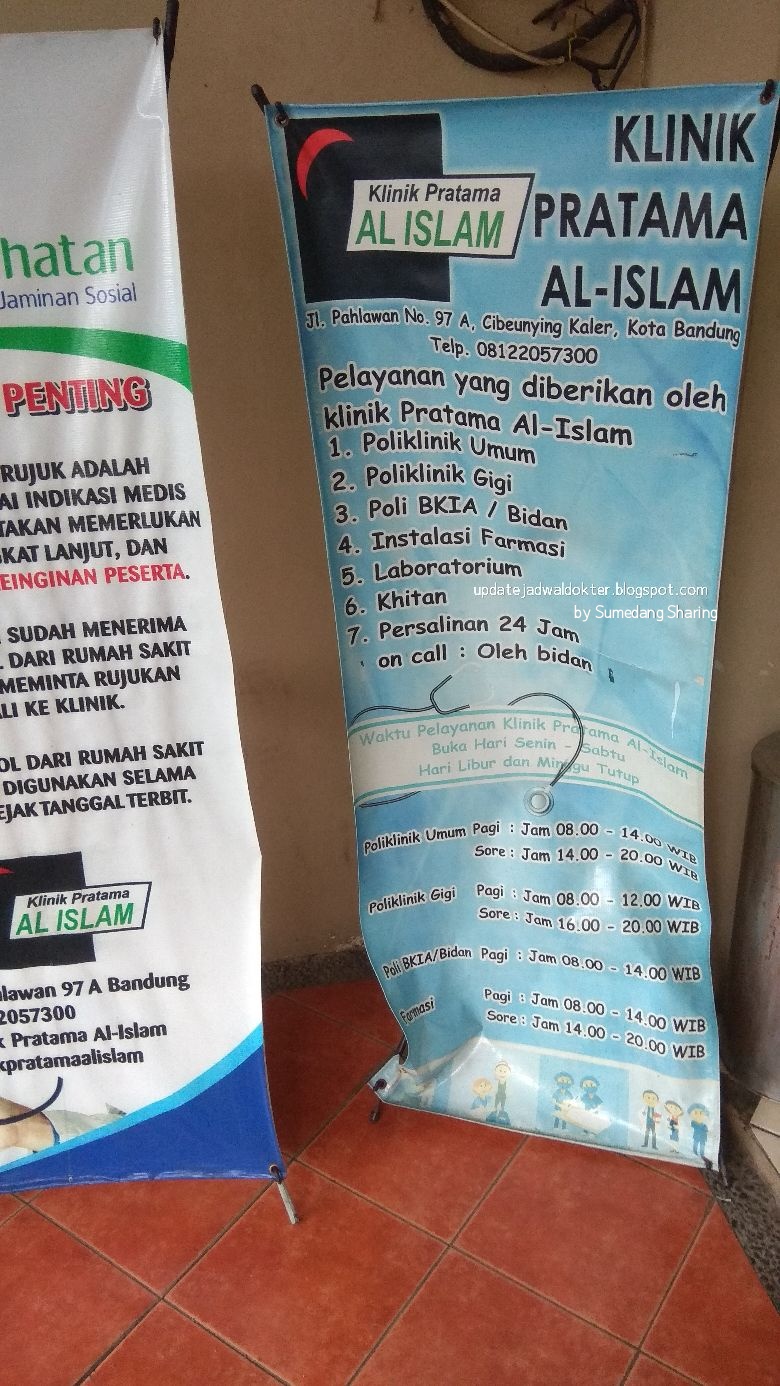 hatan
Jaminan Sosial
PENTING
RUJUK ADALAH
AI INDIKASI MEDIS
TAKAN MEMERLUKAN
KAT LANJUT, DAN
EINGINAN PESERTA.
SUDAH MENERIMA
DARI RUMAH SAKIT
MEMINTA RUJUKAN
ALI KE KLINIK.
OL DARI RUMAH SAKIT
DIGUNAKAN SELAMA
EJAK TANGGAL TERBIT.
Klinik Pratama
AL ISLAM
hlawan 97 A Bandung
2057300
k Pratama Al-Islam
kpratamaalislam
Klinik Pratama
AL ISLAM
KLINIK
PRATAMA
AL-ISLAM
Jl. Pahlawan No. 97 A, Cibeunying Kaler, Kota Bandung
Telp. 08122057300
Pelayanan yang diberikan oleh
klinik Pratama Al-Islam
1. Poliklinik Umum
2. Poliklinik Gigi
3. Poli BKIA / Bidan
4. Instalasi Farmasi
5. Laboratorium
6. Khitan
7. Persalinan 24 Jam
on call : Oleh bidan
updatejadwaldokter.blogspot.com
by Sumedang Sharing
Waktu Pelayanan Klinik Pratama Al-Islam
Buka Hari Senin - Sabtu
Hari Libur dan Minggu Tutup
Poliklinik Umum Pagi : Jam 08.00 - 14.00 WIB
Sore : Jam 14.00 - 20.00 WIB
Poliklinik Gigi Pagi : Jam 08.00 - 12.00 WIB
Sore : Jam 16.00 - 20.00 WIB
Poli BKIA/Bidan Pagi : Jam 08.00 - 14.00 WIB
Farmasi Pagi : Jam 08.00 - 14.00 WIB
Sore : Jam 14.00 - 20.00 WIB